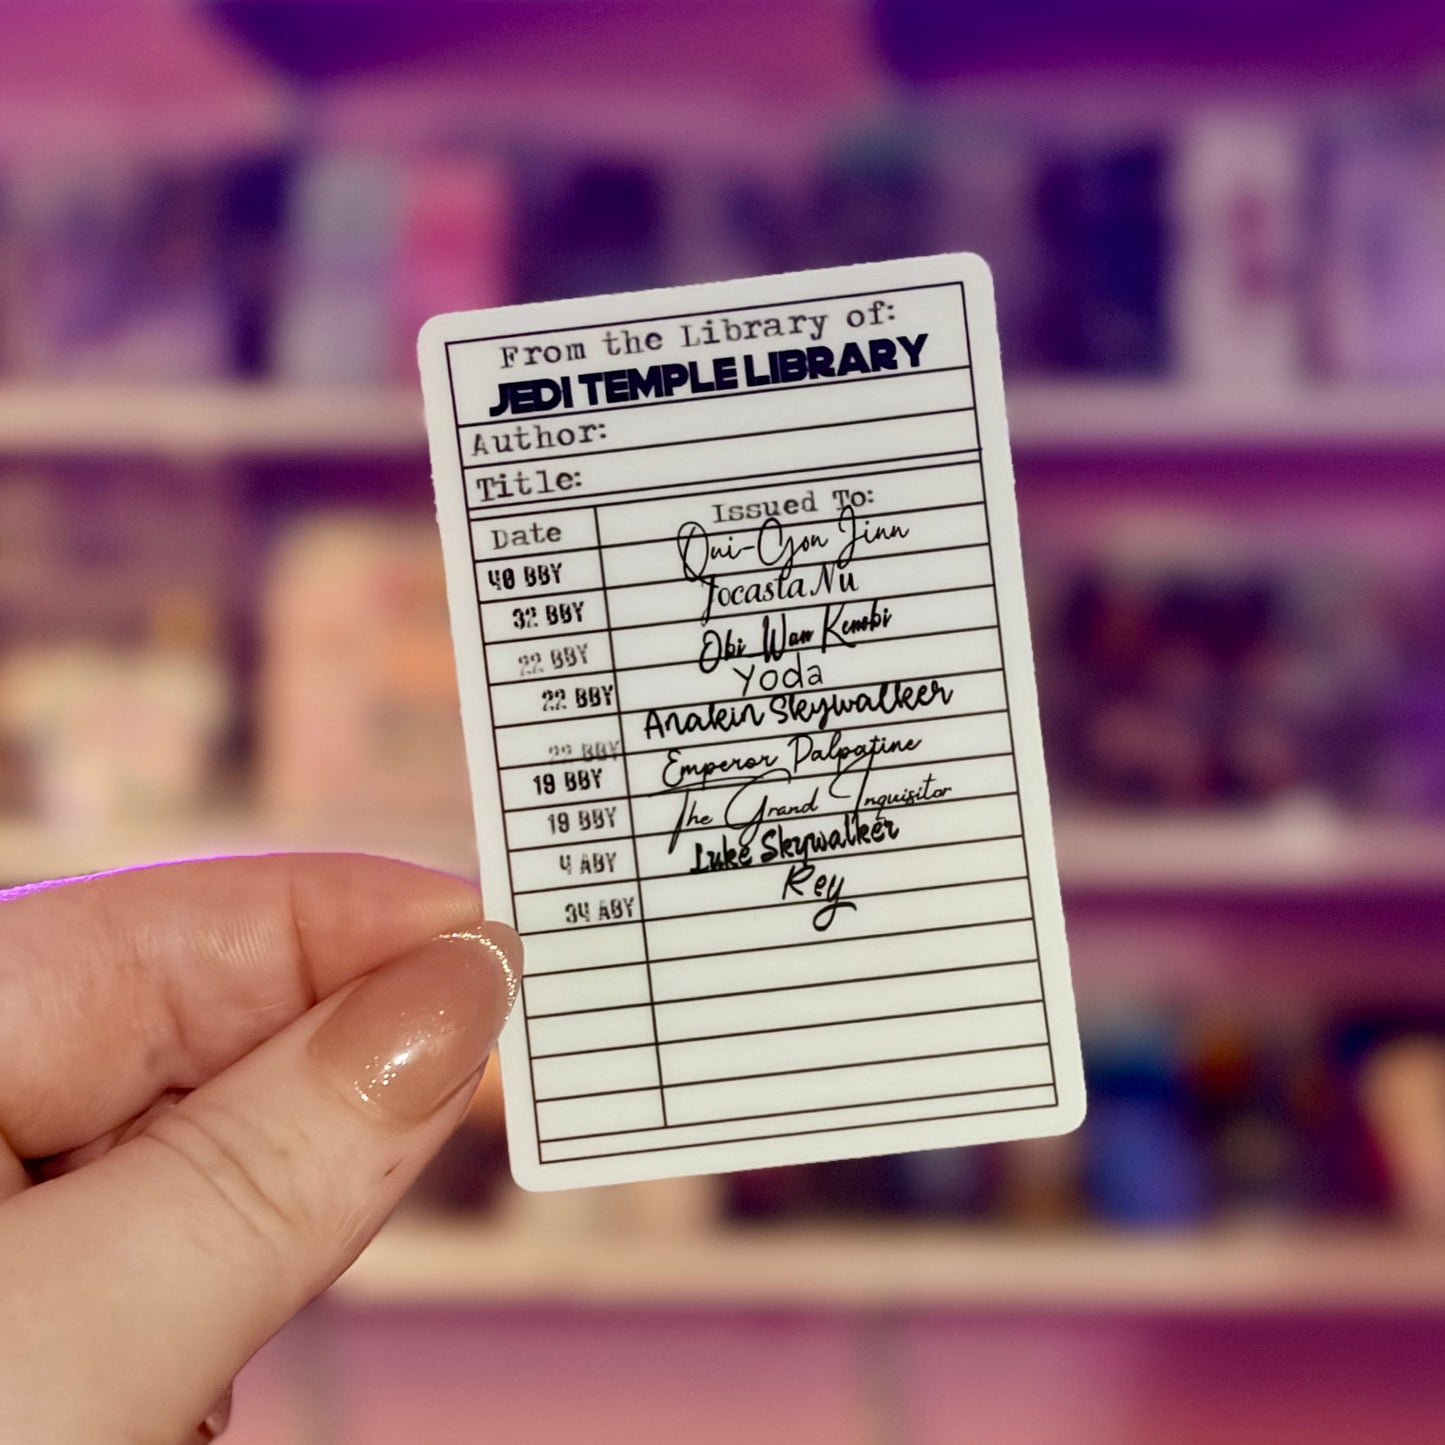 From the Library of:
JEDI TEMPLE LIBRARY
Author:
Title:
Date Issued To:
40 BBY Qui-Gon Jinn
32 BBY Jocasta Nu
22 BBY Obi Wan Kenobi
22 BBY Yoda
22 BBY Anakin Skywalker
19 BBY Emperor Palpatine
19 BBY The Grand Inquisitor
4 ABY Luke Skywalker
34 ABY Rey